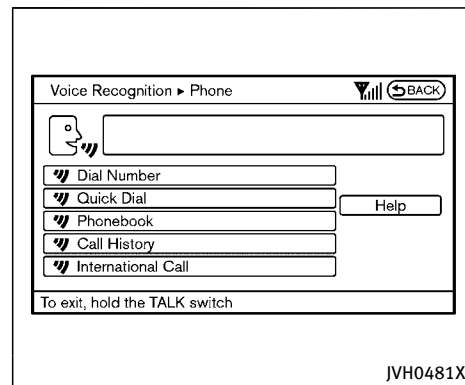 Voice Recognition ▸ Phone BACK
Dial Number
Quick Dial
Help
Phonebook
Call History
International Call
To exit, hold the TALK switch
JVH0481X